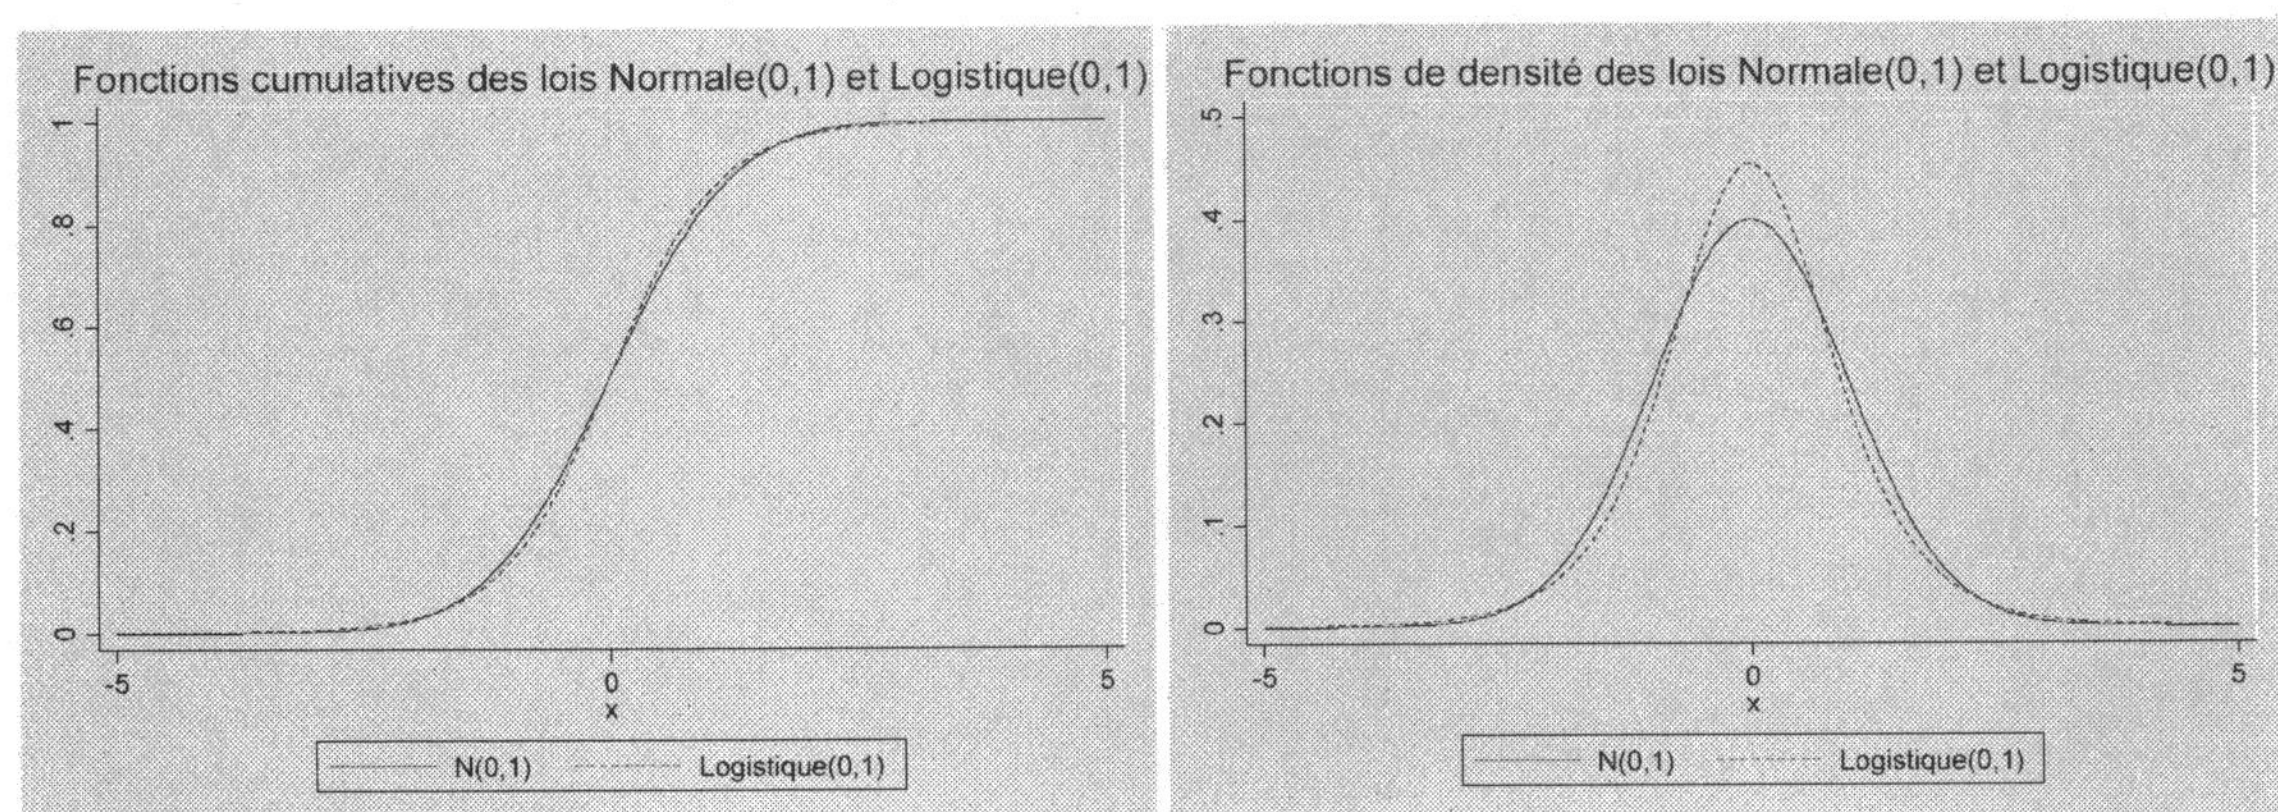 Fonctions cumulatives des lois Normale(0,1) et Logistique(0,1)
1
.8
.6
.4
.2
0
-5
0
5
x
N(0,1)
Logistique(0,1)
Fonctions de densité des lois Normale(0,1) et Logistique(0,1)
.5
.4
.3
.2
.1
0
-5
0
5
x
N(0,1)
Logistique(0,1)